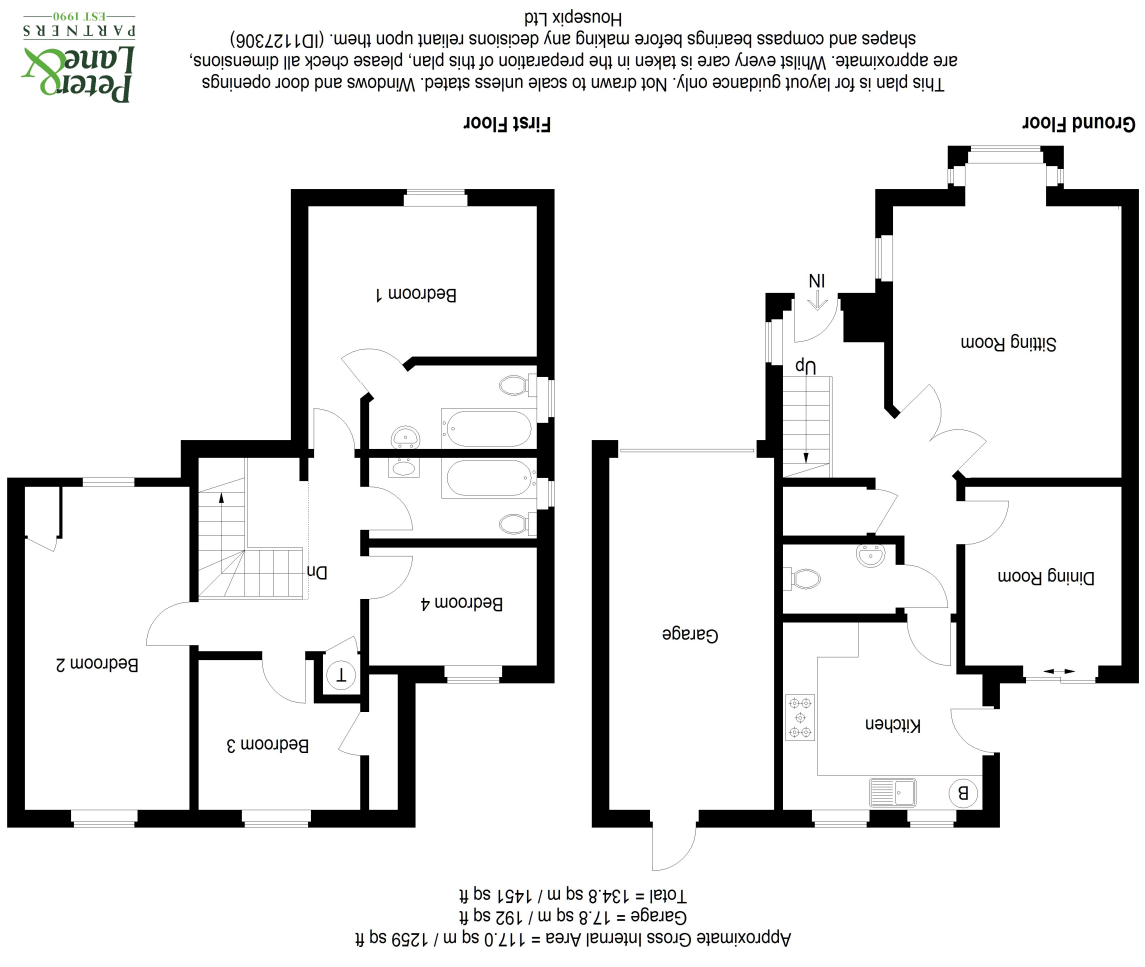 Approximate Gross Internal Area = 117.0 sq m / 1259 sq ft
Garage = 17.8 sq m / 192 sq ft
Total = 134.8 sq m / 1451 sq ft
B
Kitchen
Dining Room
Garage
Up
Sitting Room
IN
Ground Floor
Bedroom 3
T
Bedroom 2
Bedroom 4
Dn
Bedroom 1
First Floor
This plan is for layout guidance only. Not drawn to scale unless stated. Windows and door openings
are approximate. Whilst every care is taken in the preparation of this plan, please check all dimensions,
shapes and compass bearings before making any decisions reliant upon them. (ID1127306)
Housepix Ltd
Peter &
Lane
PARTNERS
EST 1990